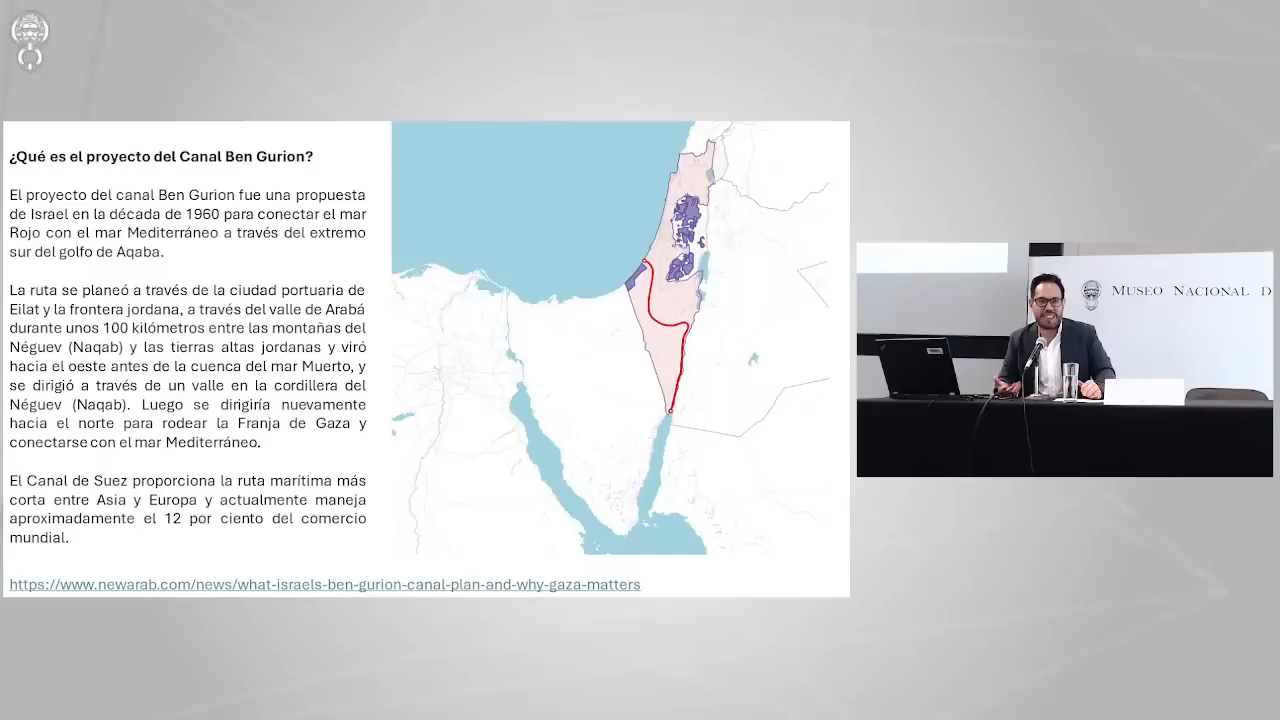 ¿Qué es el proyecto del Canal Ben Gurion?
El proyecto del canal Ben Gurion fue una propuesta
de Israel en la década de 1960 para conectar el mar
Rojo con el mar Mediterráneo a través del extremo
sur del golfo de Aqaba.
La ruta se planeó a través de la ciudad portuaria de
Eilat y la frontera jordana, a través del valle de Arabá
durante unos 100 kilómetros entre las montañas del
Néguev (Naqab) y las tierras altas jordanas y viró
hacia el oeste antes de la cuenca del mar Muerto, y
se dirigió a través de un valle en la cordillera del
Néguev (Naqab). Luego se dirigiría nuevamente
hacia el norte para rodear la Franja de Gaza y
conectarse con el mar Mediterráneo.
El Canal de Suez proporciona la ruta marítima más
corta entre Asia y Europa y actualmente maneja
aproximadamente el 12 por ciento del comercio
mundial.
https://www.newarab.com/news/what-israels-ben-gurion-canal-plan-and-why-gaza-matters
MUSEO NACIONAL D